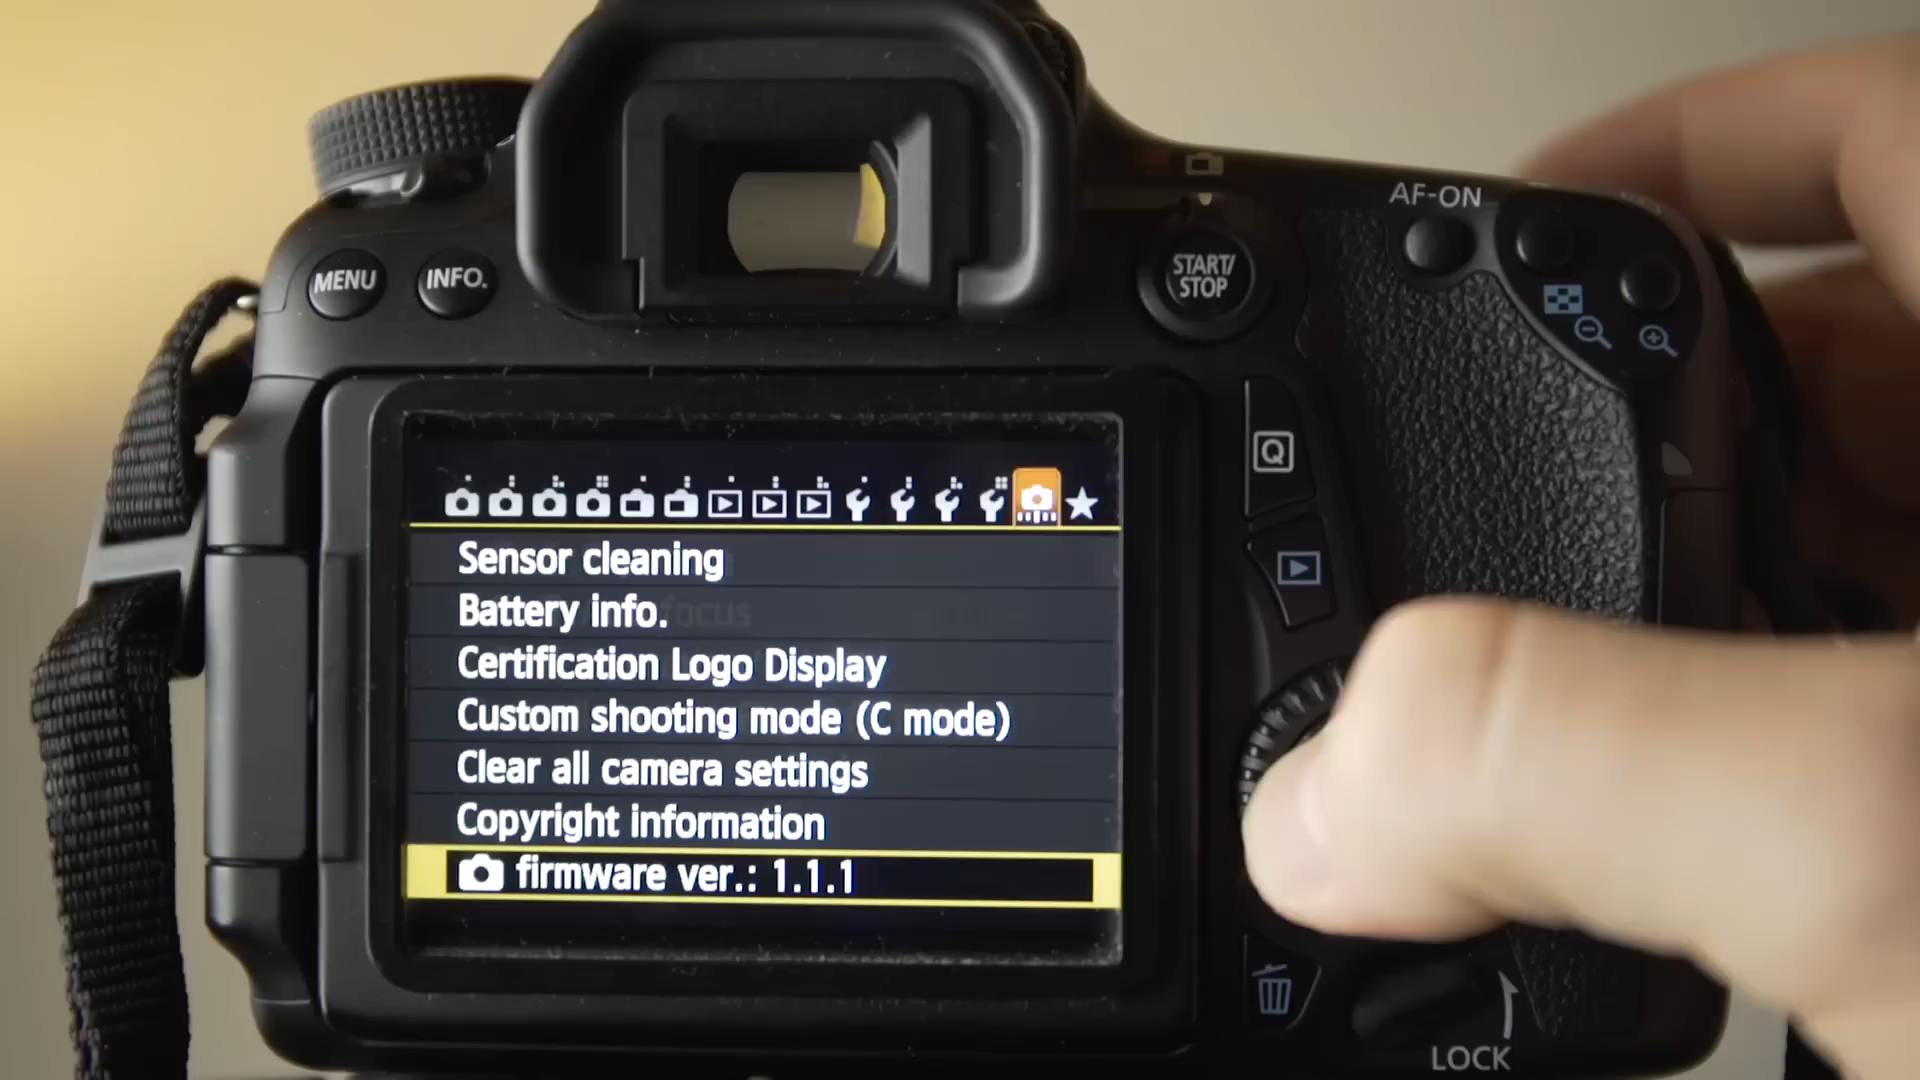 AF-ON
MENU
INFO.
START/
STOP
Q
Sensor cleaning
Battery info.
Certification Logo Display
Custom shooting mode (C mode)
Clear all camera settings
Copyright information
firmware ver.: 1.1.1
LOCK